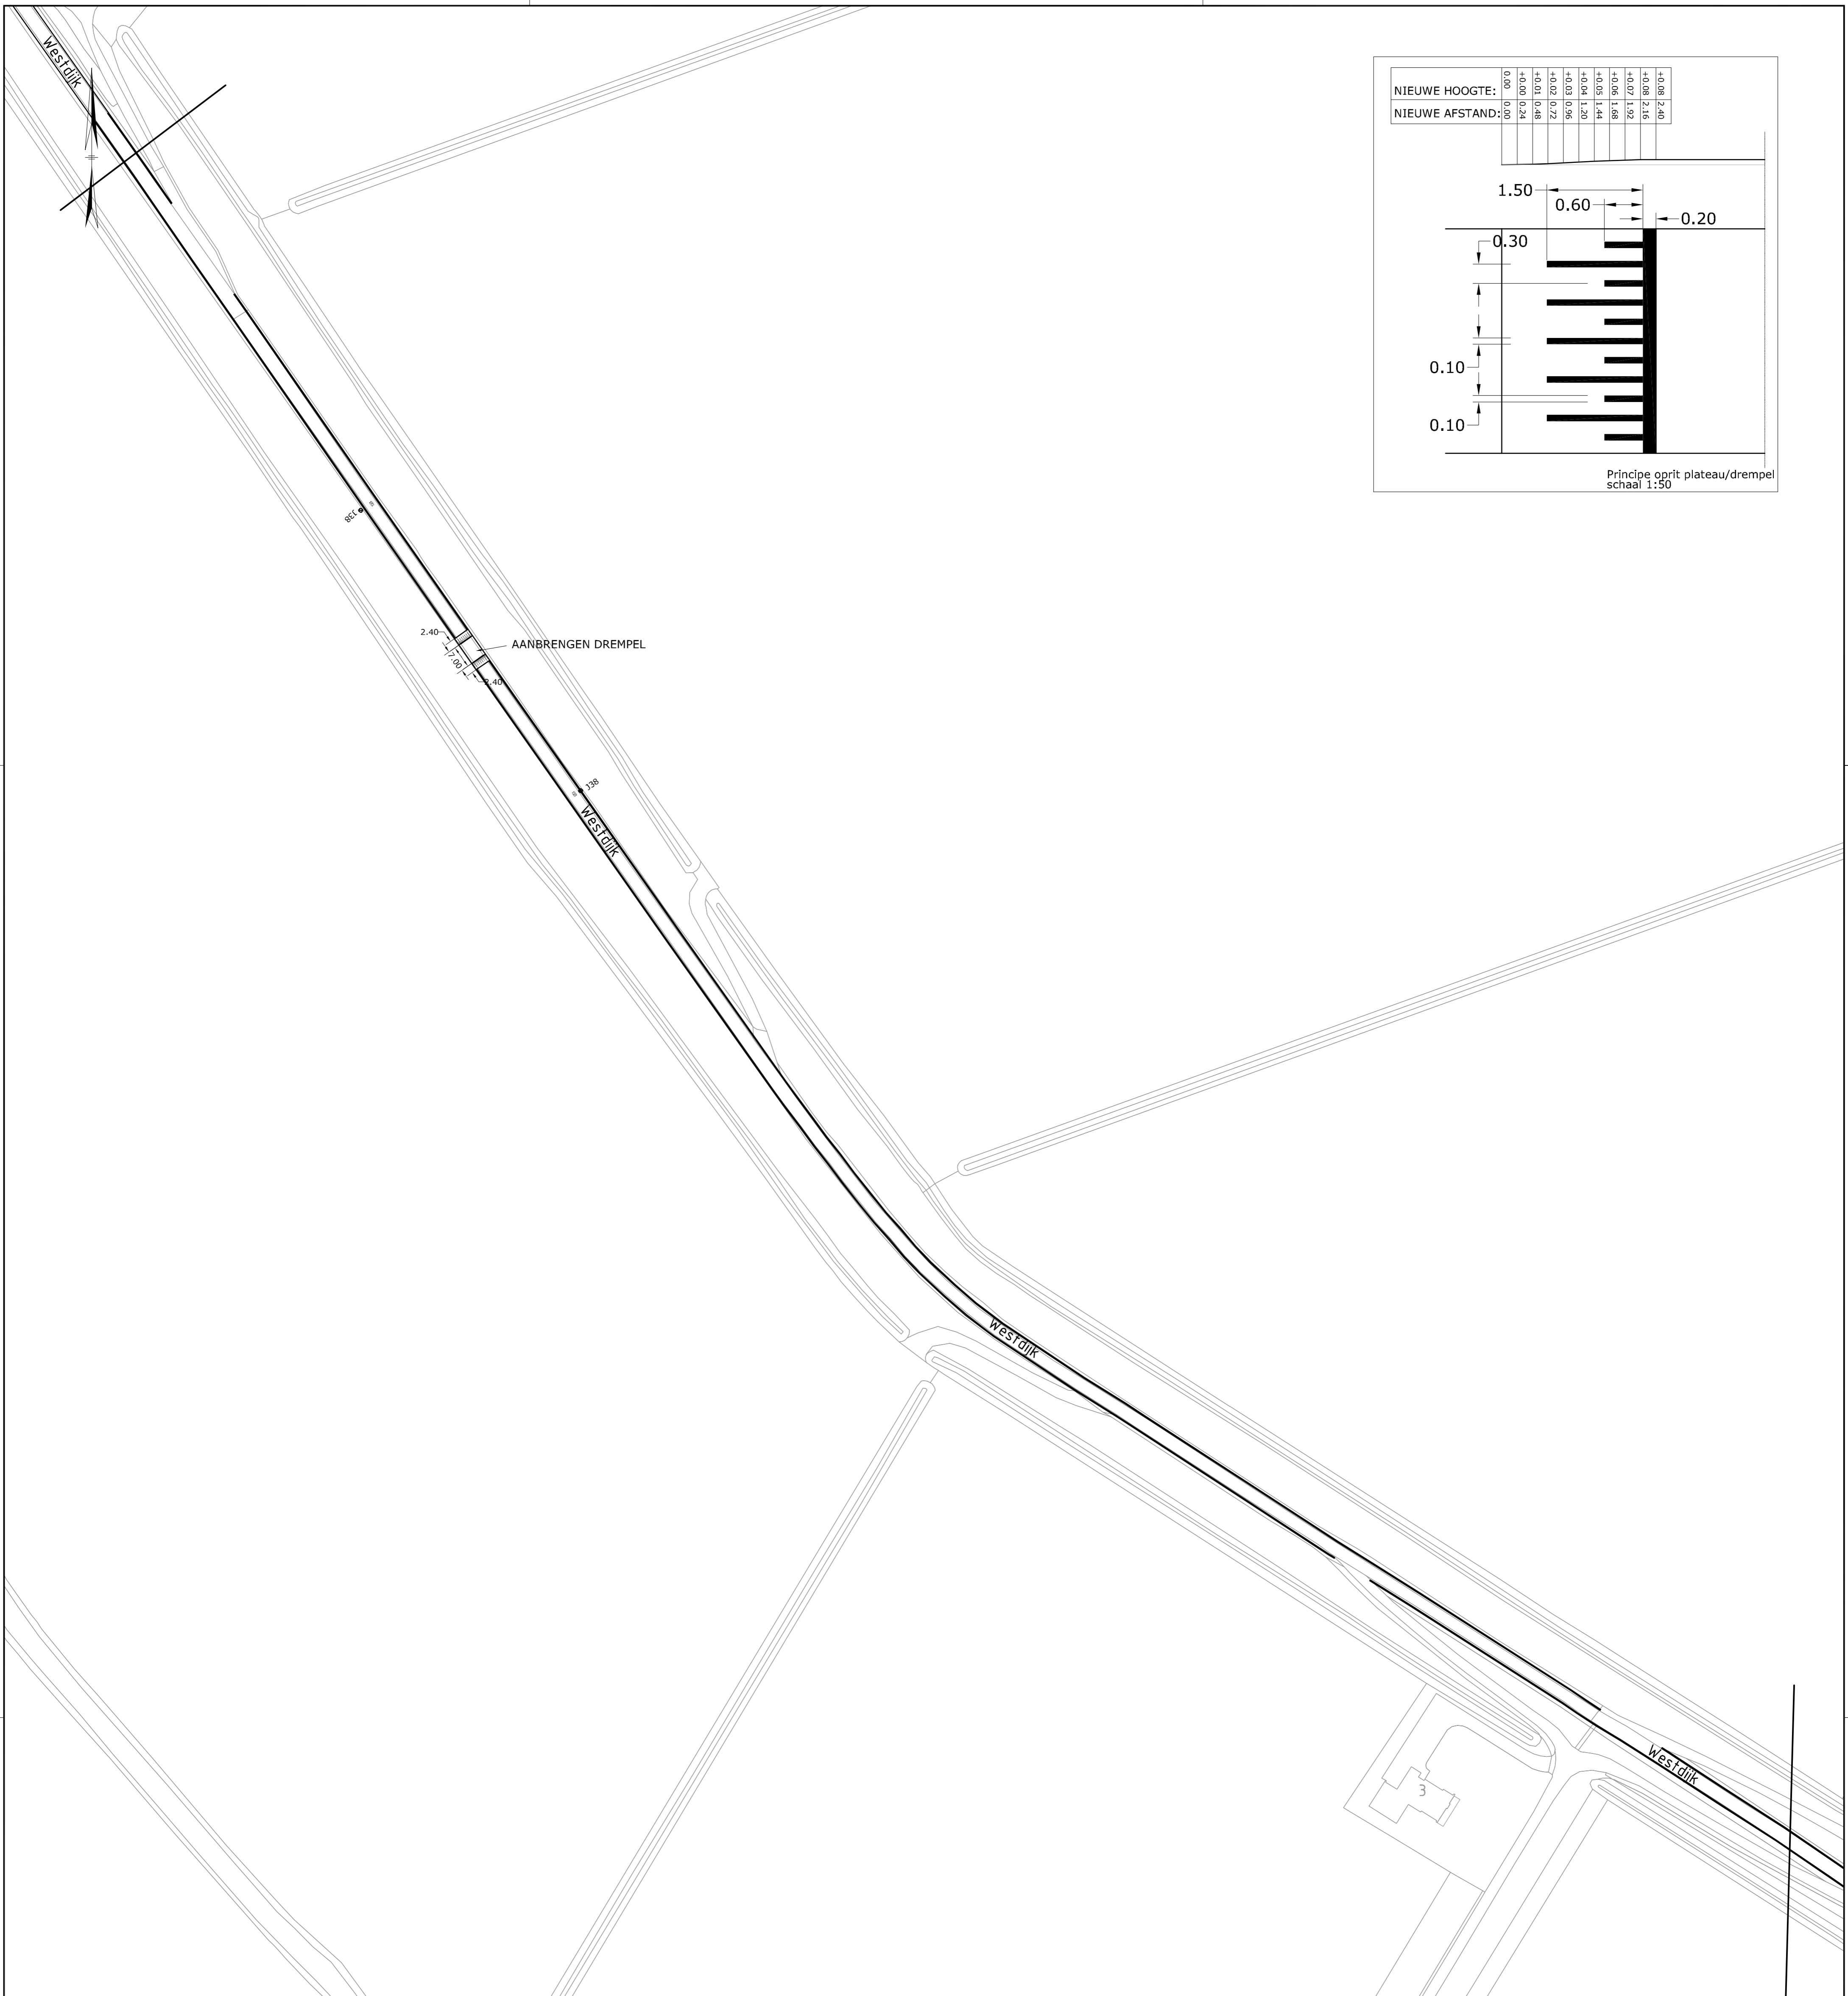 Westdijk
NIEUWE HOOGTE: 0.00 +0.00 +0.01 +0.02 +0.03 +0.04 +0.05 +0.06 +0.07 +0.08 +0.08
NIEUWE AFSTAND: 0.00 0.24 0.48 0.72 0.96 1.20 1.44 1.68 1.92 2.16 2.40
1.50
0.60
0.20
0.30
0.10
0.10
Principe oprit plateau/drempel
schaal 1:50
J38
2.40
7.00
2.40
AANBRENGEN DREMPEL
J38
Westdijk
Westdijk
Westdijk
3